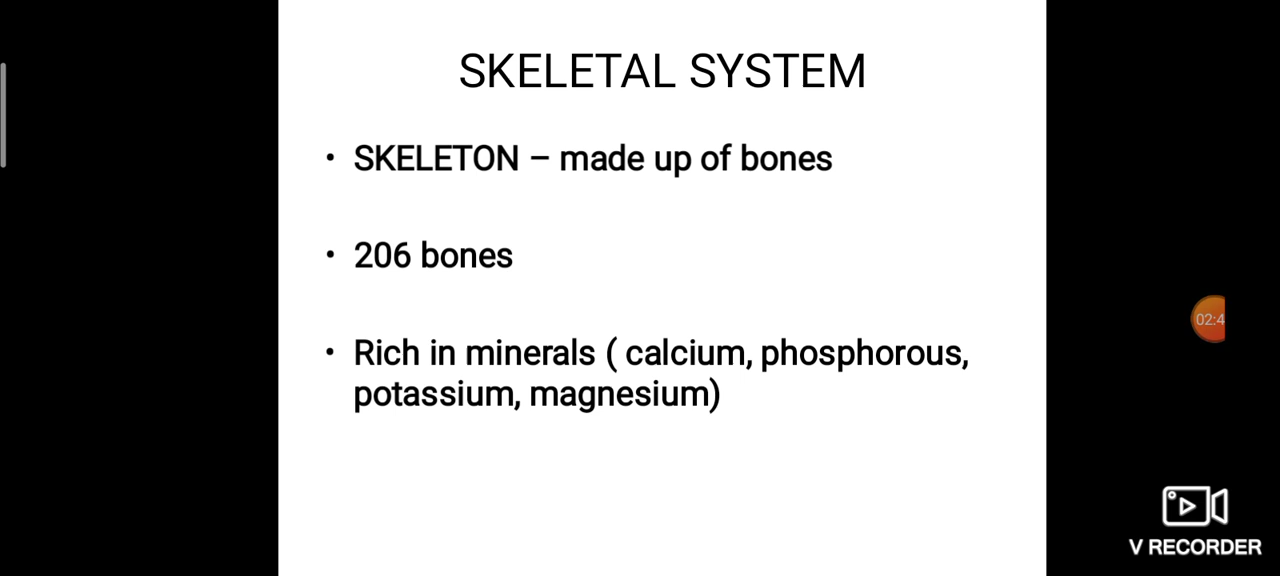 SKELETAL SYSTEM
• SKELETON – made up of bones
• 206 bones
• Rich in minerals ( calcium, phosphorous,
potassium, magnesium)
02:4
V RECORDER